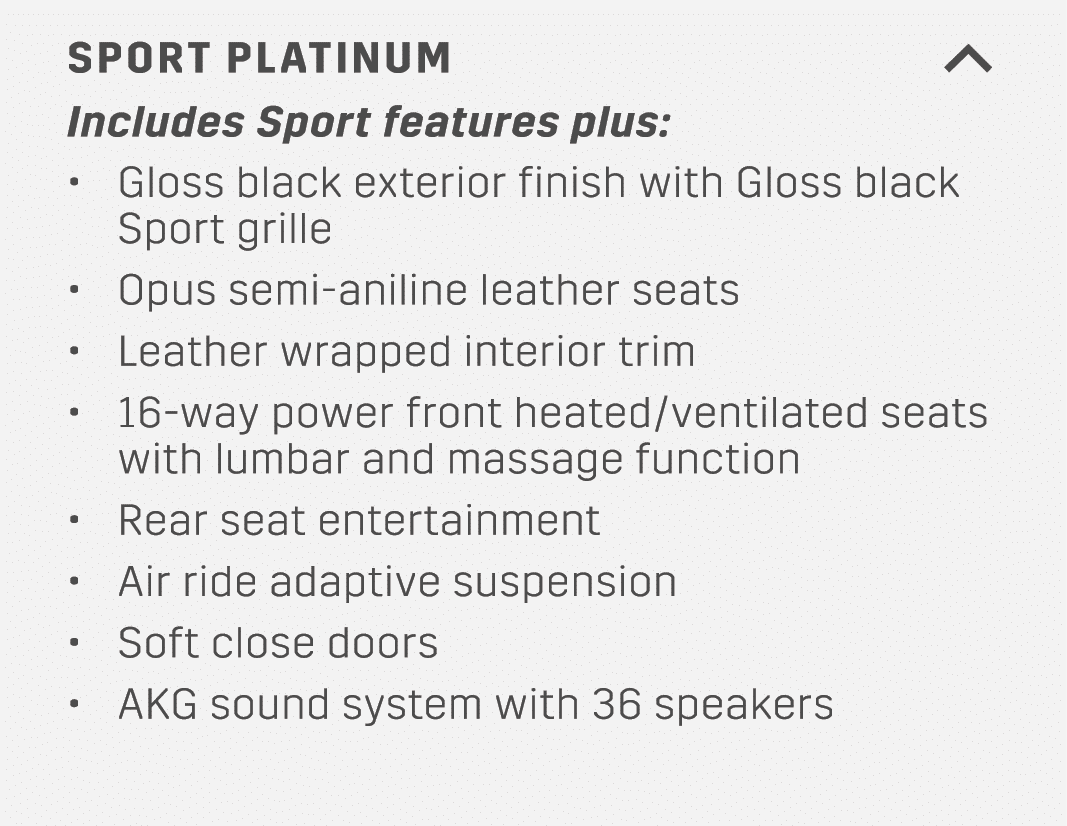 SPORT PLATINUM
Includes Sport features plus:
• Gloss black exterior finish with Gloss black
Sport grille
• Opus semi-aniline leather seats
• Leather wrapped interior trim
• 16-way power front heated/ventilated seats
with lumbar and massage function
• Rear seat entertainment
• Air ride adaptive suspension
• Soft close doors
• AKG sound system with 36 speakers